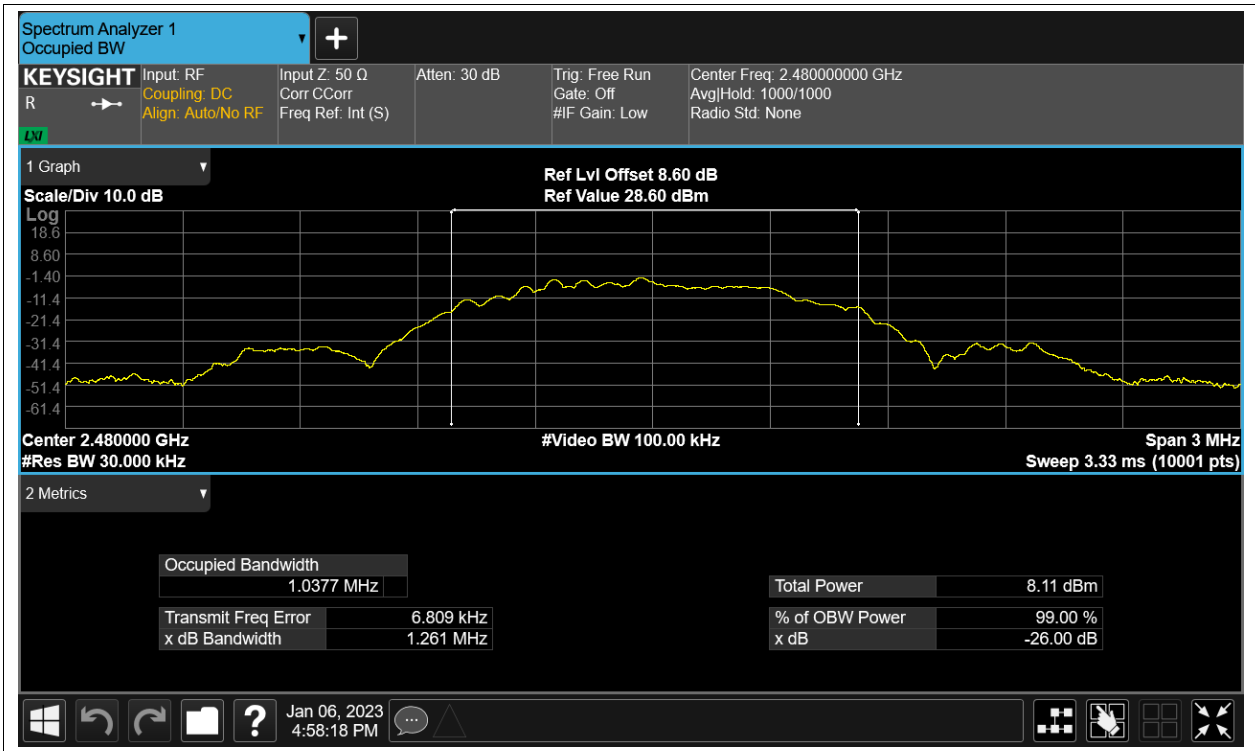 Spectrum Analyzer 1
Occupied BW
KEYSIGHT
R
LXI
Input: RF
Coupling: DC
Align: Auto/No RF
Input Z: 50 Ω
Corr CCorr
Freq Ref: Int (S)
Atten: 30 dB
Trig: Free Run
Gate: Off
#IF Gain: Low
Center Freq: 2.480000000 GHz
Avg|Hold: 1000/1000
Radio Std: None
1 Graph
Scale/Div 10.0 dB
Ref Lvl Offset 8.60 dB
Ref Value 28.60 dBm
Log
18.6
8.60
-1.40
-11.4
-21.4
-31.4
-41.4
-51.4
-61.4
Center 2.480000 GHz
#Res BW 30.000 kHz
#Video BW 100.00 kHz
Span 3 MHz
Sweep 3.33 ms (10001 pts)
2 Metrics
Occupied Bandwidth
1.0377 MHz
Transmit Freq Error 6.809 kHz
x dB Bandwidth 1.261 MHz
Total Power 8.11 dBm
% of OBW Power 99.00 %
x dB -26.00 dB
?
Jan 06, 2023
4:58:18 PM